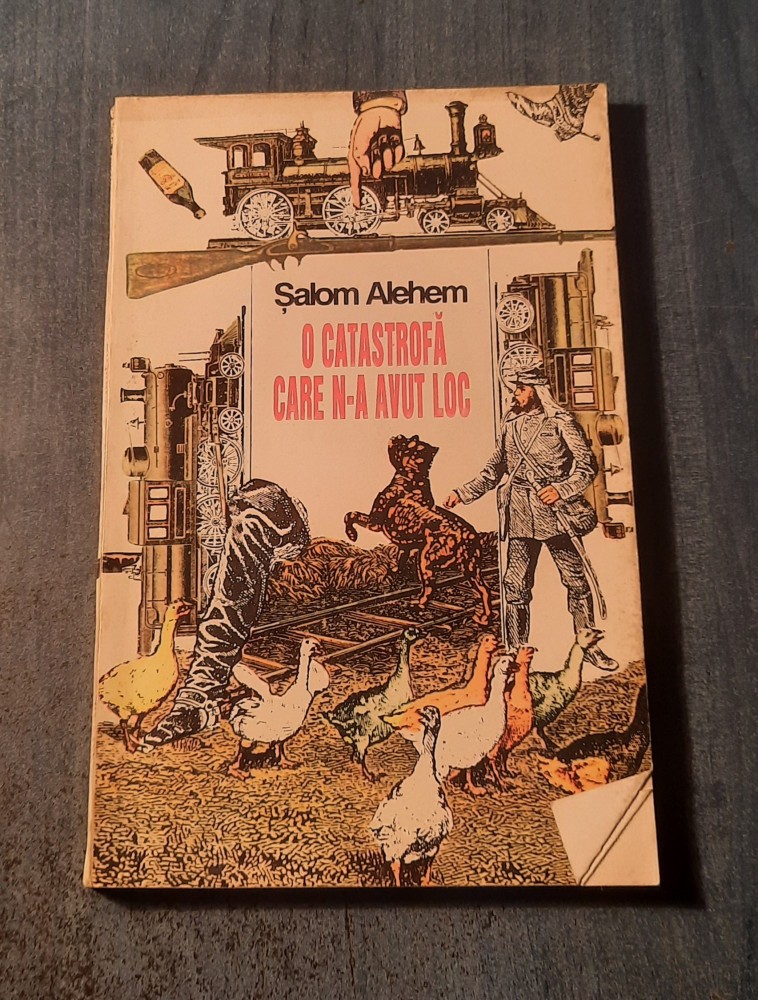 Șalom Alehem
O CATASTROFĂ
CARE N-A AVUT LOC